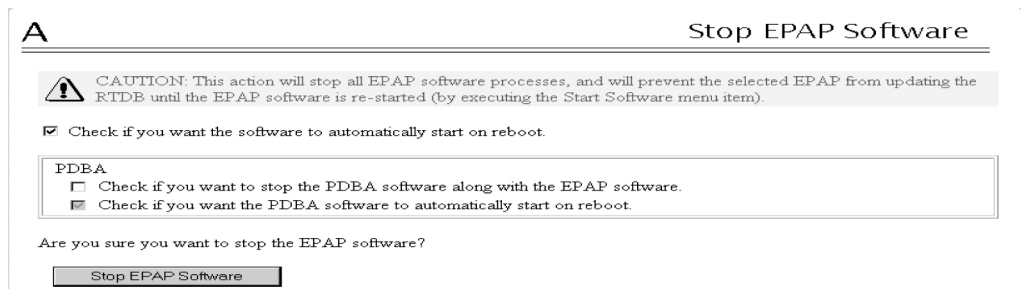 A
Stop EPAP Software
CAUTION: This action will stop all EPAP software processes, and will prevent the selected EPAP from updating the
RTDB until the EPAP software is re-started (by executing the Start Software menu item).
Check if you want the software to automatically start on reboot.
PDBA
Check if you want to stop the PDBA software along with the EPAP software.
Check if you want the PDBA software to automatically start on reboot.
Are you sure you want to stop the EPAP software?
Stop EPAP Software